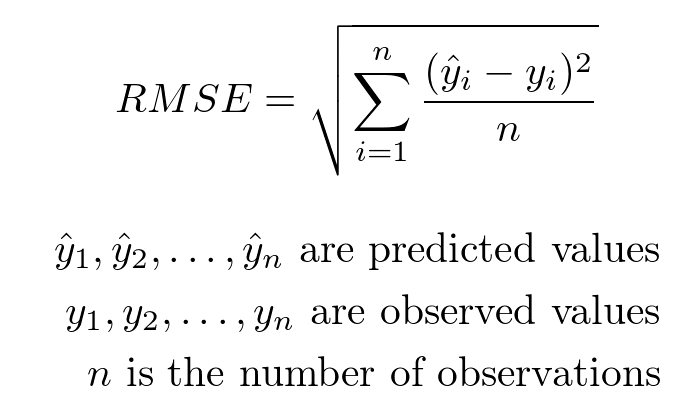 $RMSE = \sqrt{\sum_{i=1}^{n} \frac{(\hat{y}_i - y_i)^2}{n}}$
$\hat{y}_1, \hat{y}_2, \ldots, \hat{y}_n$ are predicted values
$y_1, y_2, \ldots, y_n$ are observed values
$n$ is the number of observations